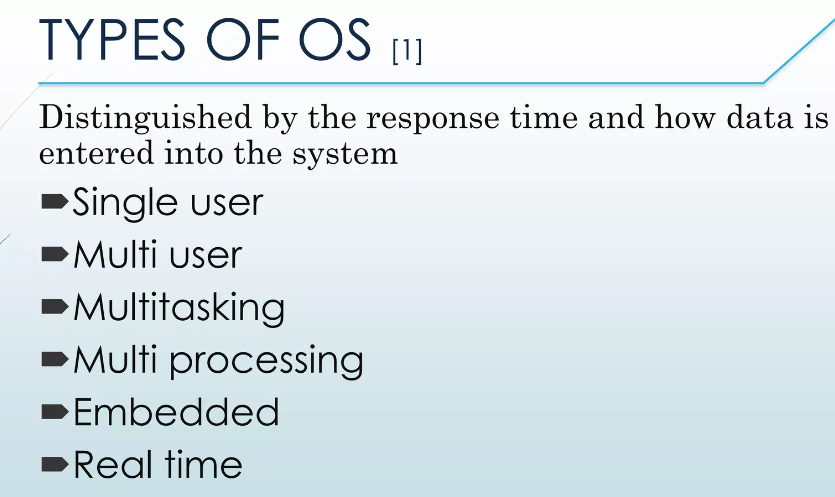 TYPES OF OS [1]
Distinguished by the response time and how data is
entered into the system
Single user
Multi user
Multitasking
Multi processing
Embedded
Real time